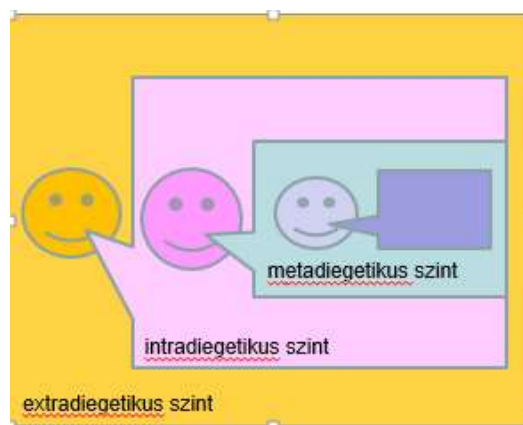 metadiegetikus szint
intradiegetikus szint
extradiegetikus szint